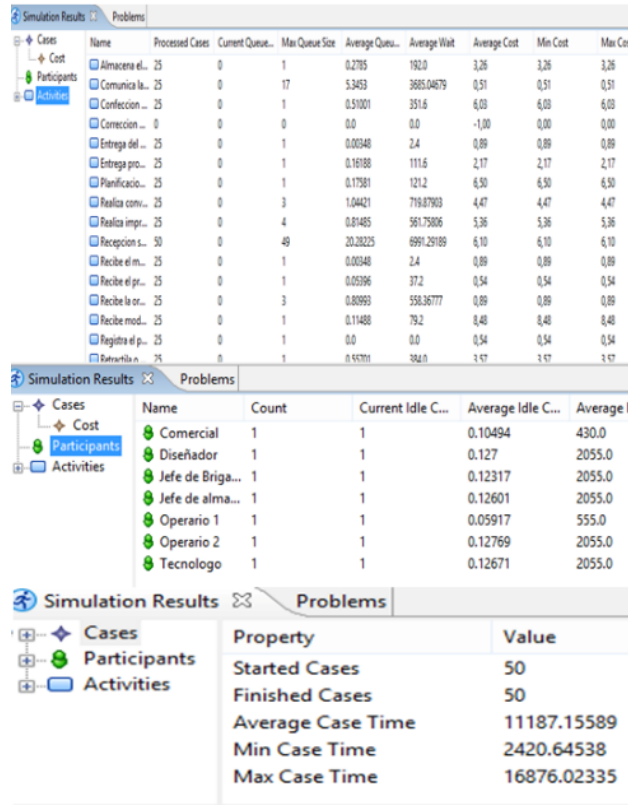 Simulation Results Problems
Cases
Cost
Participants
Activities
Name Processed Cases Current Queue... Max Queue Size Average Queu... Average Wait Average Cost Min Cost Max Co
Almacena el... 25 0 1 0.2785 192.0 3,26 3,26 3,26
Comunica la... 25 0 17 5.3453 3685.04679 0,51 0,51 0,51
Confeccion ... 25 0 1 0.51001 351.6 6,03 6,03 6,03
Correccion ... 0 0 0 0.0 0.0 -1,00 0,00 0,00
Entrega del ... 25 0 1 0.00348 2.4 0,89 0,89 0,89
Entrega pro... 25 0 1 0.16188 111.6 2,17 2,17 2,17
Planificacio... 25 0 1 0.17581 121.2 6,50 6,50 6,50
Realiza conv... 25 0 3 1.04421 719.87903 4,47 4,47 4,47
Realiza impr... 25 0 4 0.81485 561.75806 5,36 5,36 5,36
Recepcion s... 50 0 49 20.28225 6991.29189 6,10 6,10 6,10
Recibe el m... 25 0 1 0.00348 2.4 0,89 0,89 0,89
Recibe el pr... 25 0 1 0.05396 37.2 0,54 0,54 0,54
Recibe la or... 25 0 3 0.80993 558.36777 0,89 0,89 0,89
Recibe mod... 25 0 1 0.11488 79.2 8,48 8,48 8,48
Registra el p... 25 0 1 0.0 0.0 0,54 0,54 0,54
Retractila o... 25 0 1 0.55701 384.0 3.57 3.57 3.57
Simulation Results Problems
Cases
Cost
Participants
Activities
Name Count Current Idle C... Average Idle C... Average
Comercial 1 1 0.10494 430.0
Diseñador 1 1 0.127 2055.0
Jefe de Briga... 1 1 0.12317 2055.0
Jefe de alma... 1 1 0.12601 2055.0
Operario 1 1 1 0.05917 555.0
Operario 2 1 1 0.12769 2055.0
Tecnologo 1 1 0.12671 2055.0
Simulation Results Problems
Cases
Participants
Activities
Property Value
Started Cases 50
Finished Cases 50
Average Case Time 11187.15589
Min Case Time 2420.64538
Max Case Time 16876.02335